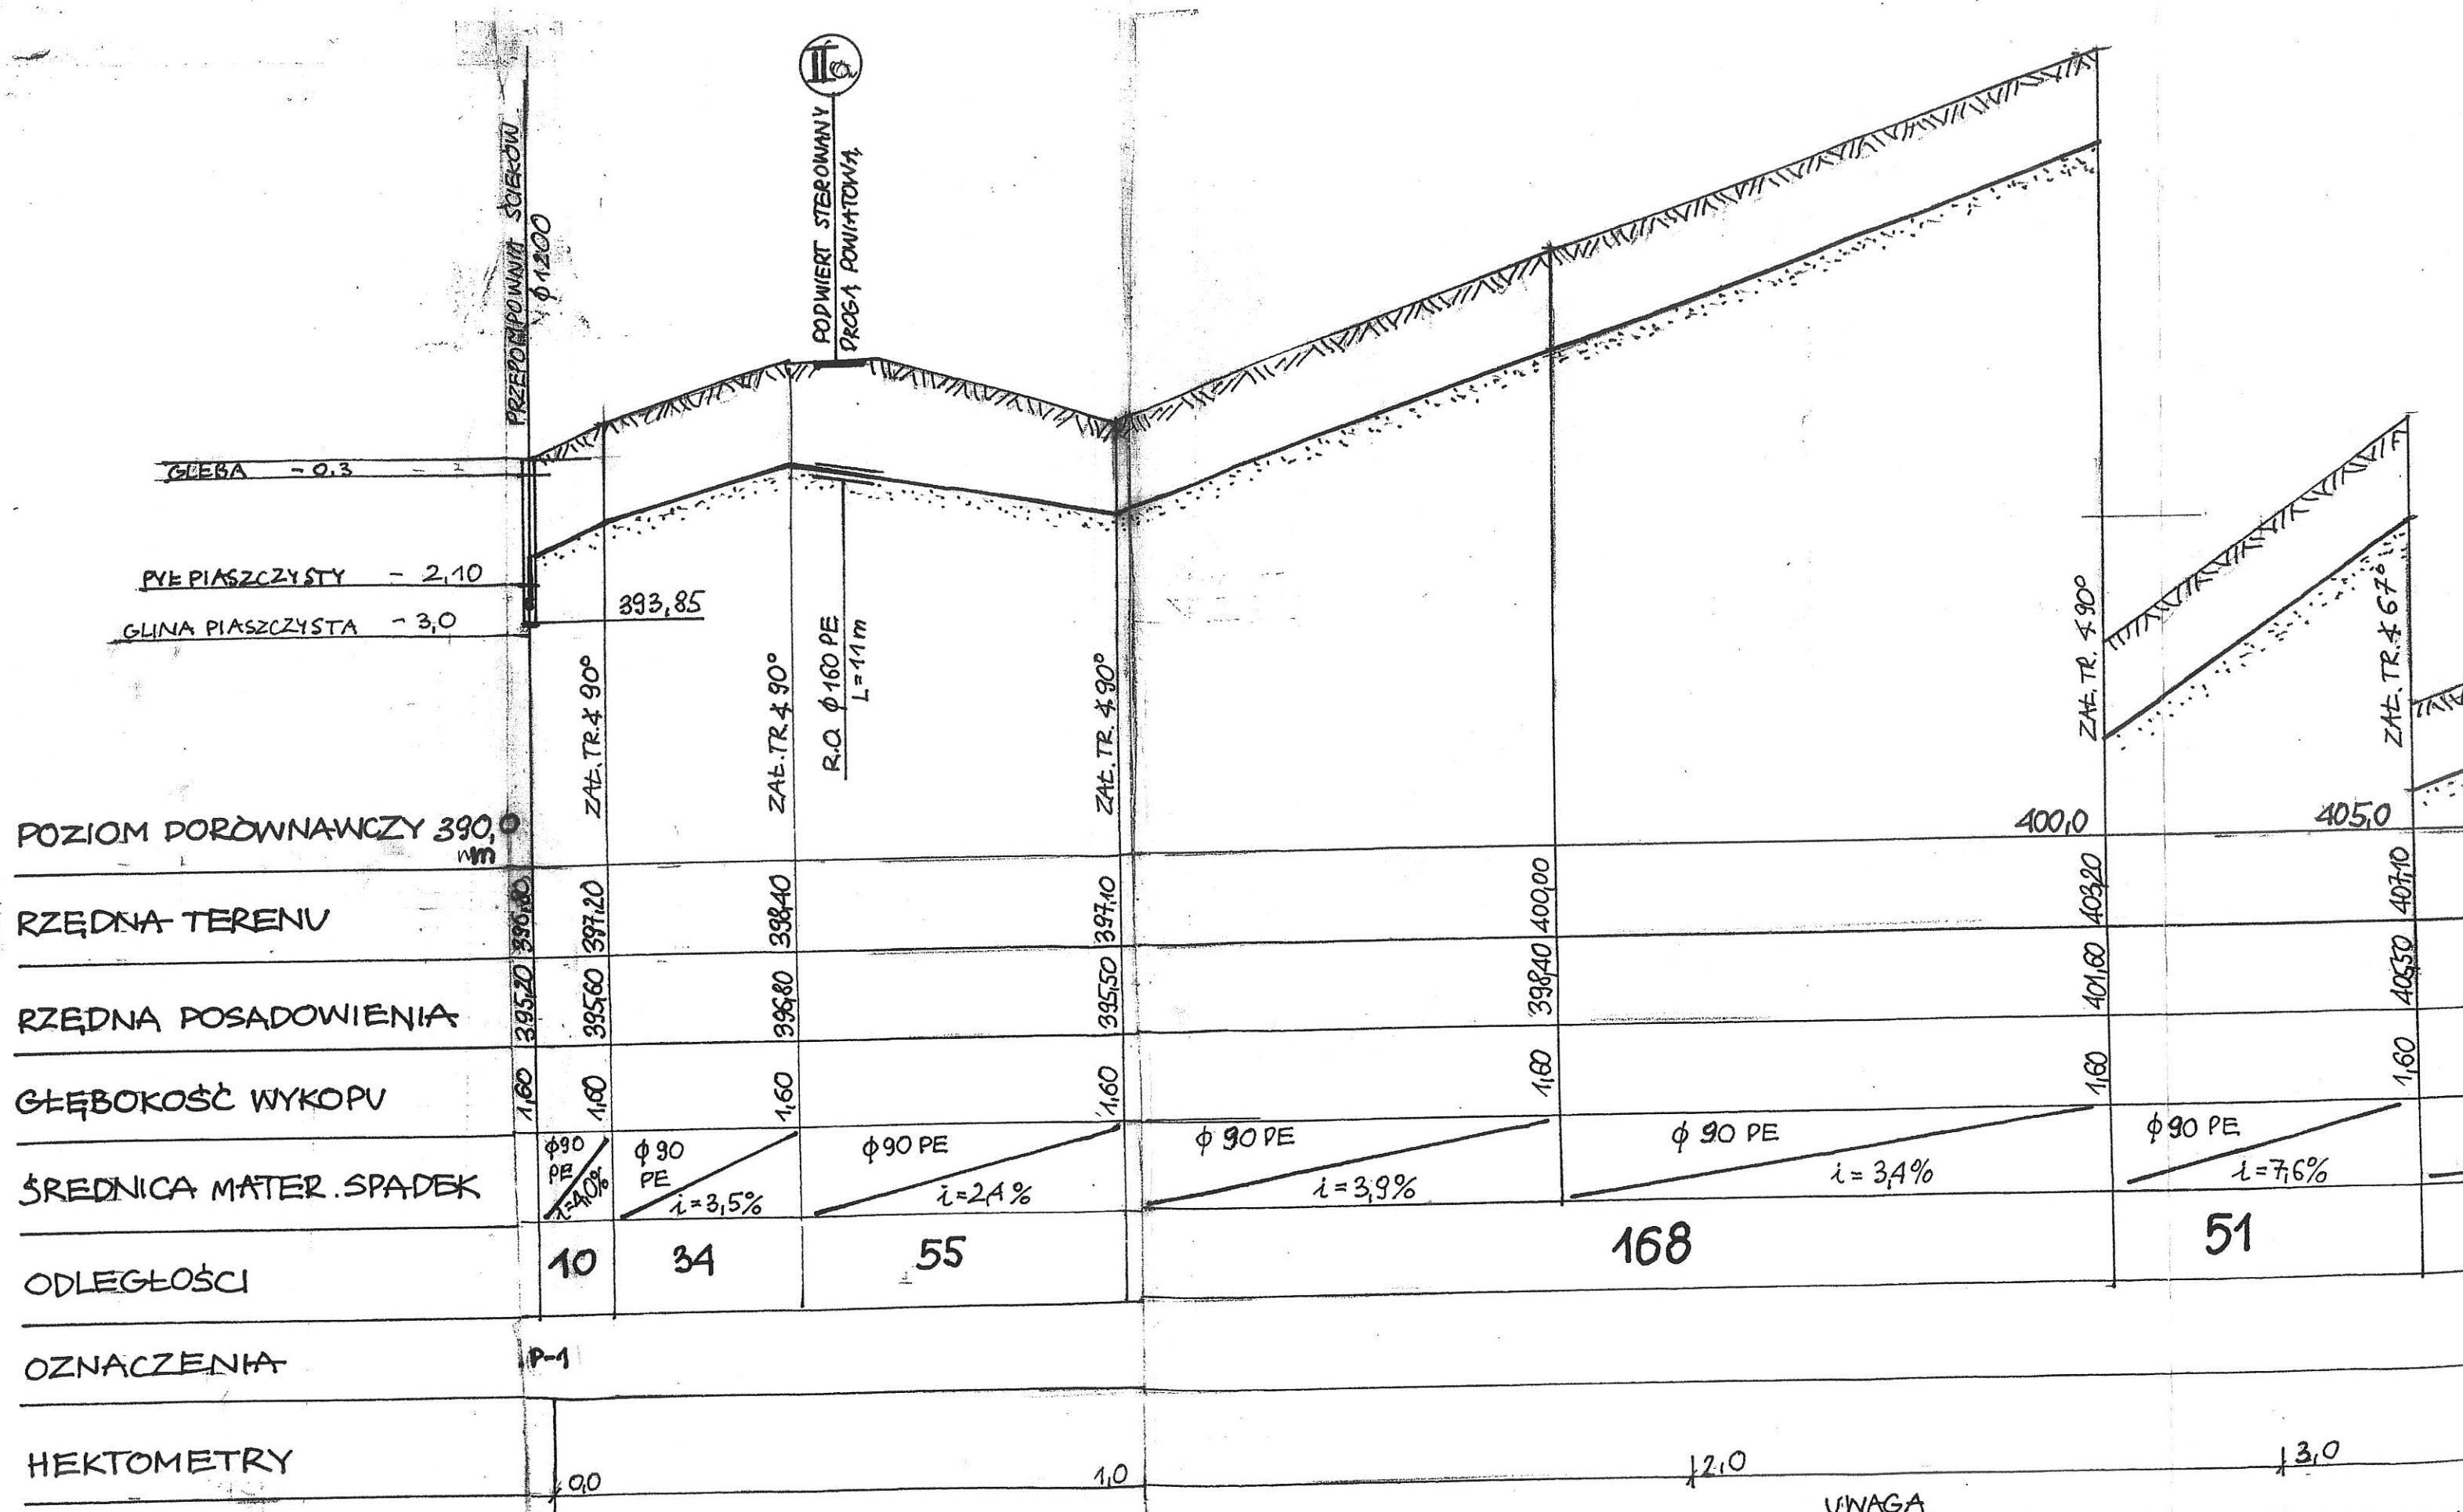 IIa
PRZEPOMPOWNIA ŚCIEKÓW
ϕ1200
PODWIERT STEROWANY
DROGA POWIATOWA
GLEBA - 0.3
PYŁ PIASZCZYSTY - 2,10
GLINA PIASZCZYSTA - 3,0
393,85
ZAŁ.TR.∢90°
ZAŁ.TR.∢90°
R.O. ϕ160 PE
L=11m
ZAŁ.TR.∢90°
ZAŁ.TR.∢90°
ZAŁ.TR.∢67°
POZIOM PORÓWNAWCZY 390,0 400,0 405,0
m
RZĘDNA TERENU 396,80 397,20 398,40 397,10 400,00 403,20 407,10
RZĘDNA POSADOWIENIA 395,20 395,60 396,80 395,50 398,40 401,60 405,50
GŁĘBOKOŚĆ WYKOPU 1,60 1,60 1,60 1,60 1,60 1,60 1,60
ŚREDNICA MATER. SPADEK
ϕ90 PE i=4,0%
ϕ90 PE i=3,5%
ϕ90 PE i=2,4%
ϕ90 PE i=3,9%
ϕ90 PE i=3,4%
ϕ90 PE i=7,6%
ODLEGŁOŚCI 10 34 55 168 51
OZNACZENIA P-1
HEKTOMETRY 0,0 1,0 2,0 3,0
UWAGA